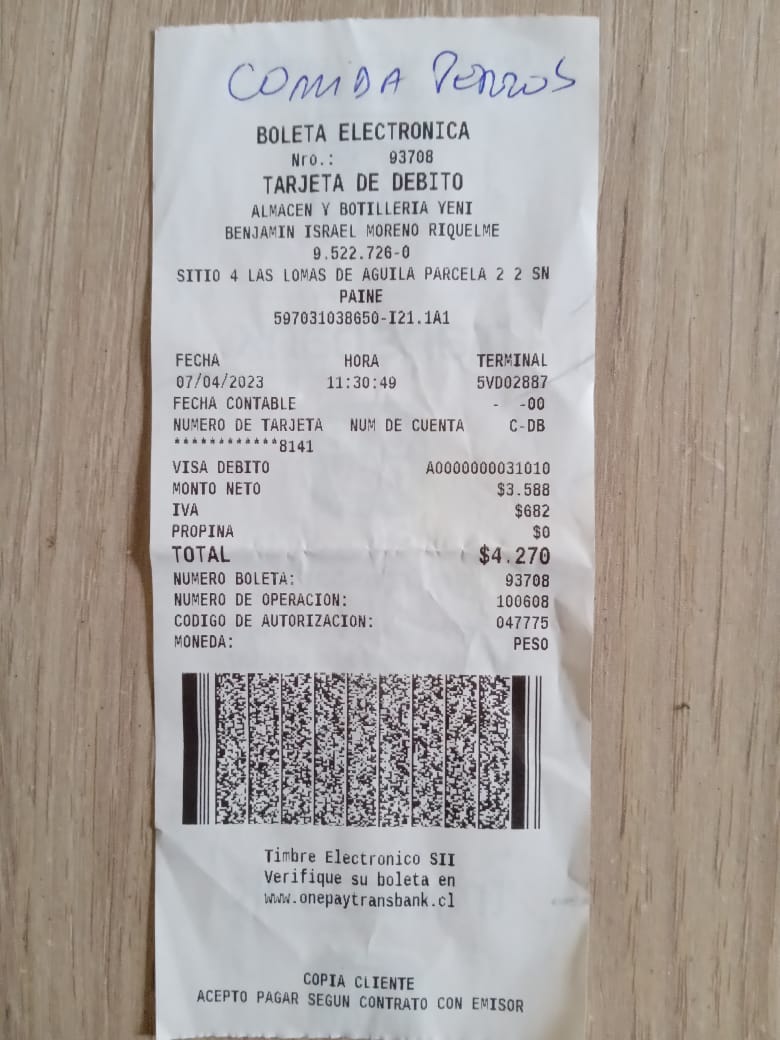 COMIDA PERROS
BOLETA ELECTRONICA
Nro.: 93708
TARJETA DE DEBITO
ALMACEN Y BOTILLERIA YENI
BENJAMIN ISRAEL MORENO RIQUELME
9.522.726-0
SITIO 4 LAS LOMAS DE AGUILA PARCELA 2 2 SN
PAINE
597031038650-I21.1A1
FECHA HORA TERMINAL
07/04/2023 11:30:49 5VD02887
FECHA CONTABLE - -00
NUMERO DE TARJETA NUM DE CUENTA C-DB
************8141
VISA DEBITO A0000000031010
MONTO NETO $3.588
IVA $682
PROPINA $0
TOTAL $4.270
NUMERO BOLETA: 93708
NUMERO DE OPERACION: 100608
CODIGO DE AUTORIZACION: 047775
MONEDA: PESO
Timbre Electronico SII
Verifique su boleta en
www.onepaytransbank.cl
COPIA CLIENTE
ACEPTO PAGAR SEGUN CONTRATO CON EMISOR